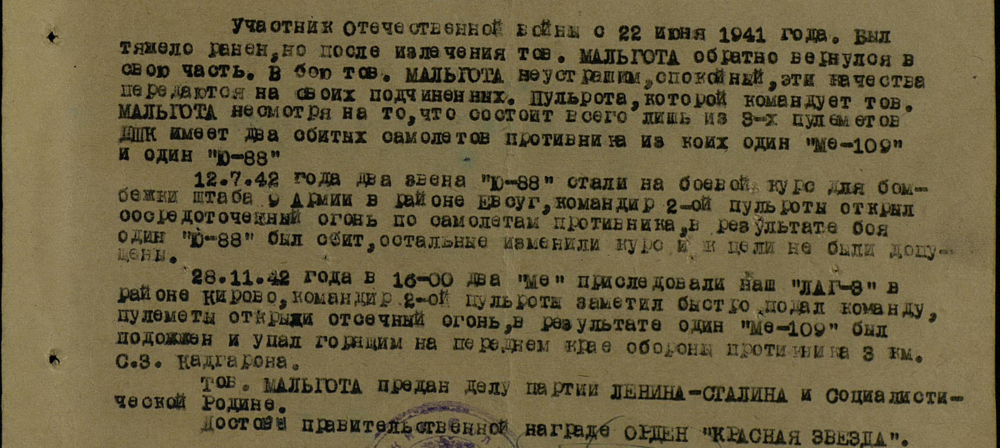 Участник Отечественной войны с 22 июня 1941 года. Был
тяжело ранен,но после излечения тов. МАЛЬГОТА обратно вернулся в
свою часть. В бою тов. МАЛЬГОТА неустрашим,спокойный,эти качества
передаются на своих подчиненных. Пульрота,которой командует тов.
МАЛЬГОТА несмотря на то,что состоит всего лишь из 3-х пулеметов
ДШК имеет два сбитых самолетов противника из коих один "Ме-109"
и один "Ю-88"
12.7.42 года два звена "Ю-88" стали на боевой курс для бом-
бежки штаба 9 Армии в районе Евсуг,командир 2-ой пульроты открыл
сосредоточенный огонь по самолетам противника,в результате боя
один "Ю-88" был сбит,остальные изменили курс и к цели не были допу-
щены.
28.11.42 года в 16-00 два "Ме" приследовали наш "ЛАГ-3" в
районе Кирово,командир 2-ой пульроты заметил быстро подал команду,
пулеметы открыди отсечный огонь,в результате один "Ме-109" был
подожжен и упал горящим на переднем крае обороны противника 3 км.
С.З. Кадгарона.
Тов. МАЛЬГОТА предан делу партии ЛЕНИНА-СТАЛИНА и Социалисти-
ческой Родине.
Достоен правительственной награде ОРДЕН "КРАСНАЯ ЗВЕЗДА".